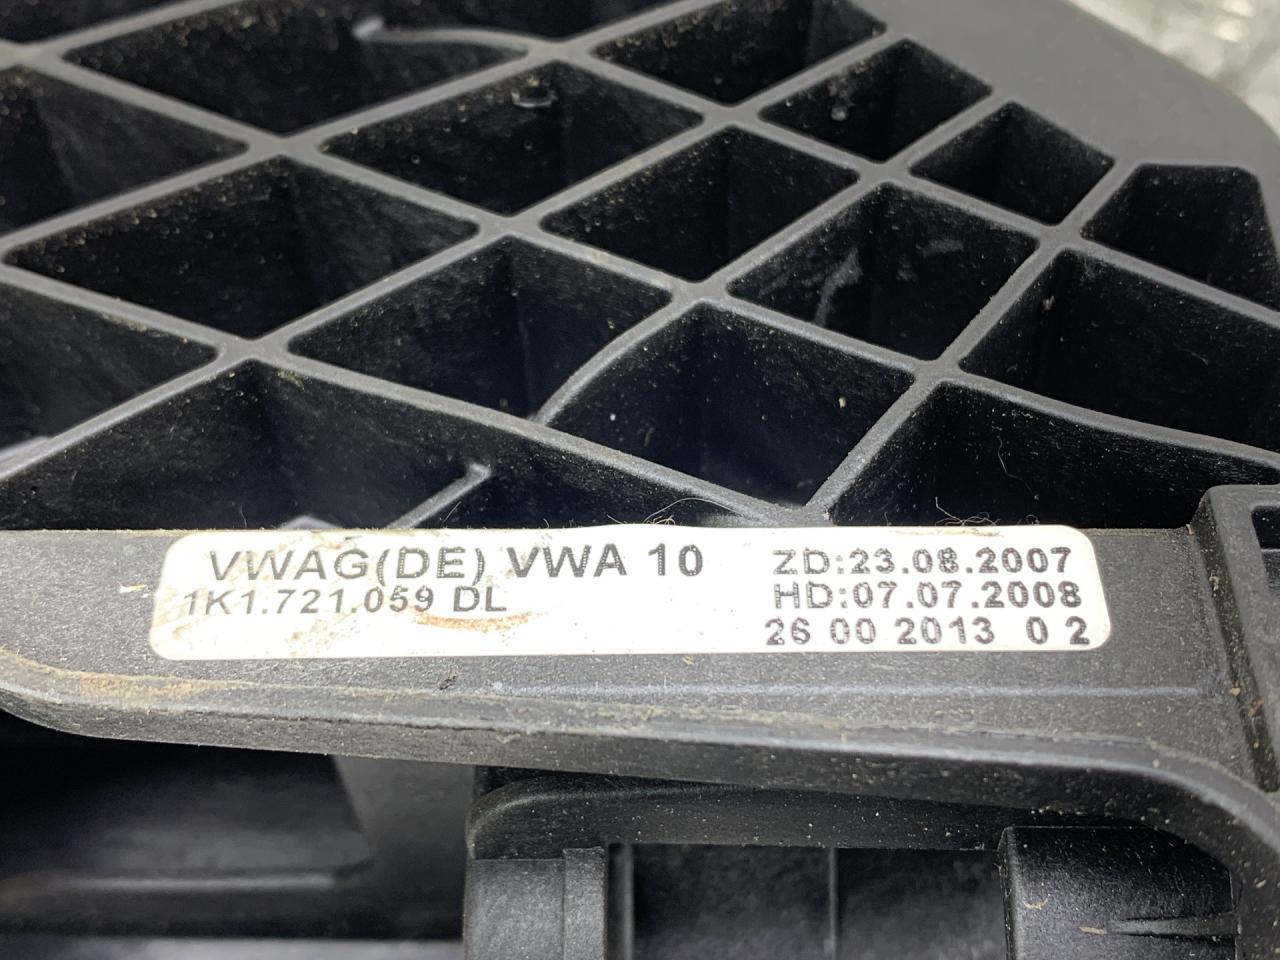 VWAG(DE) VWA 10
1K1.721.059 DL
ZD:23.08.2007
HD:07.07.2008
26 00 2013 0 2